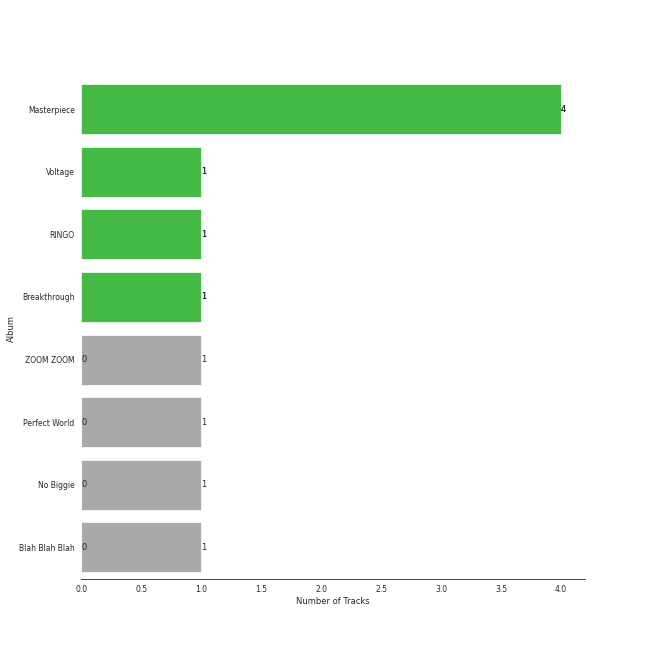 Masterpiece 4
Voltage 1
RINGO 1
Breakthrough 1
ZOOM ZOOM 0 1
Perfect World 0 1
No Biggie 0 1
Blah Blah Blah 0 1
Album
0.0 0.5 1.0 1.5 2.0 2.5 3.0 3.5 4.0
Number of Tracks